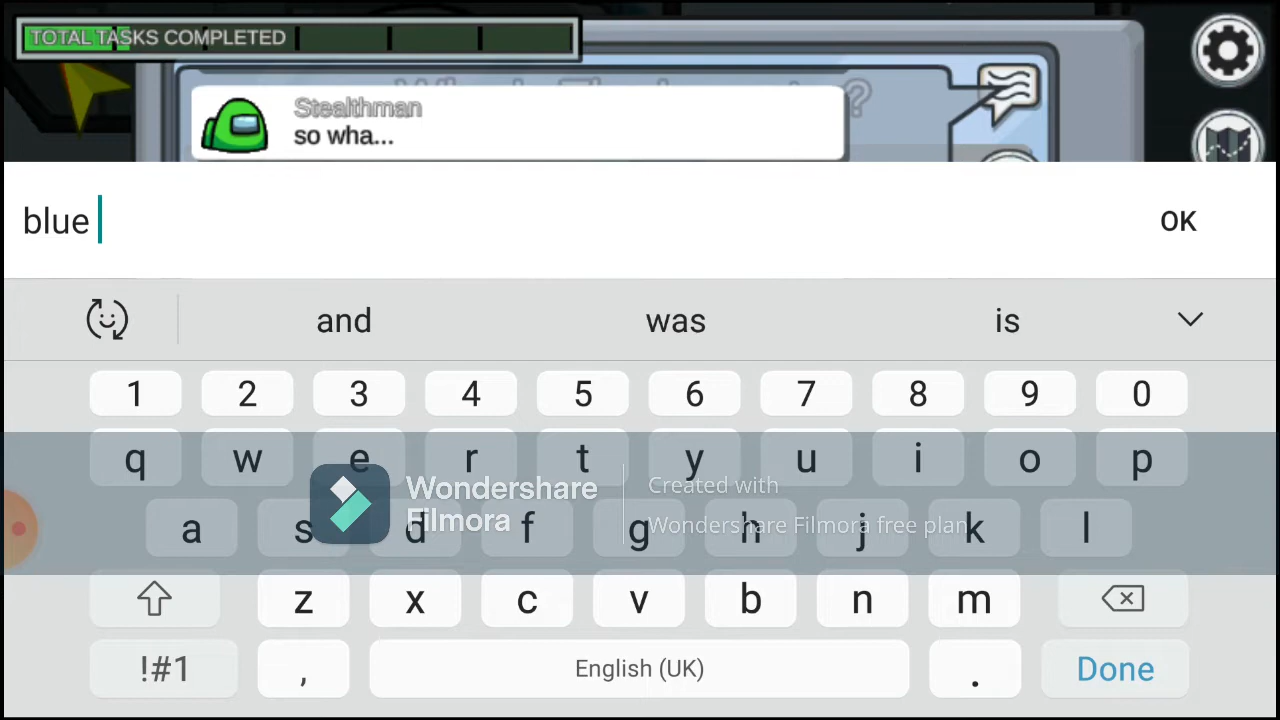 TOTAL TASKS COMPLETED
Stealthman
so wha...
blue
OK
and was is
1 2 3 4 5 6 7 8 9 0
q w e r t y u i o p
Wondershare
Filmora
Created with
Wondershare Filmora free plan
a s d f g h j k l
z x c v b n m
!#1 , English (UK) . Done